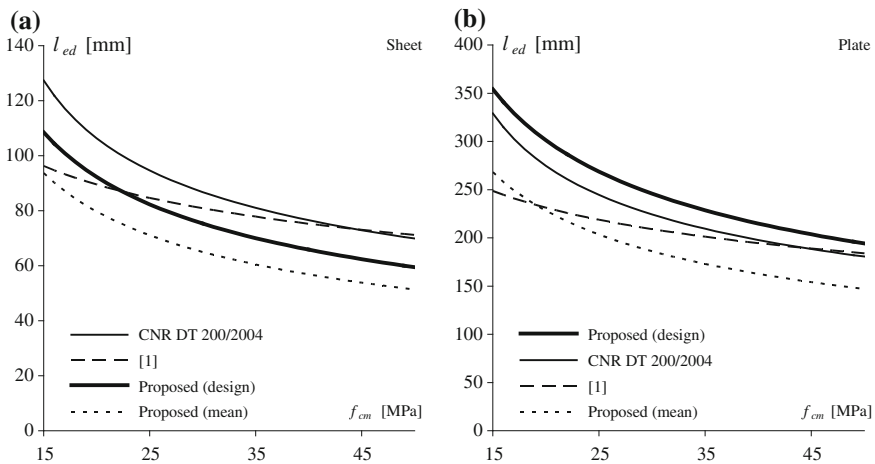 (a)
l ed [mm]
Sheet
140
120
100
80
60
40
20
0
CNR DT 200/2004
[1]
Proposed (design)
Proposed (mean)
f cm [MPa]
15 25 35 45
(b)
l ed [mm]
Plate
400
350
300
250
200
150
100
50
0
Proposed (design)
CNR DT 200/2004
[1]
Proposed (mean)
f cm [MPa]
15 25 35 45